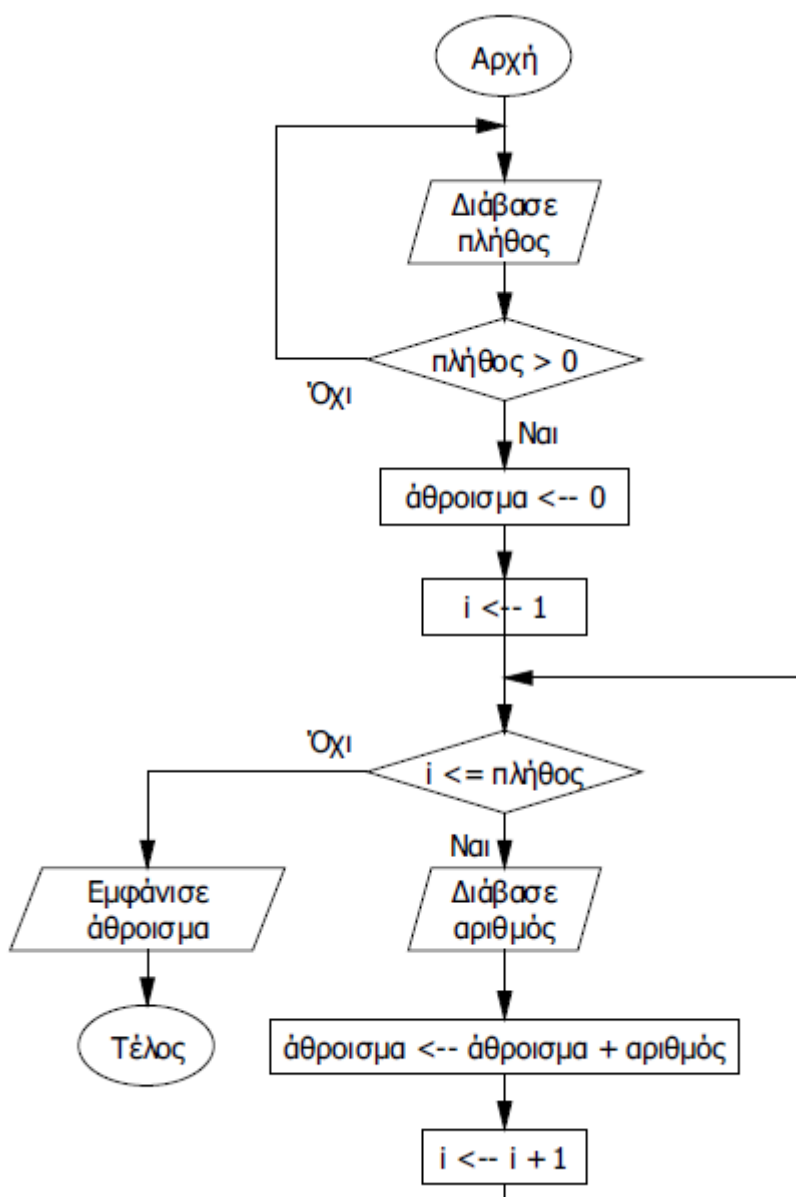 Αρχή
Διάβασε
πλήθος
πλήθος > 0
Όχι
Ναι
άθροισμα <-- 0
i <-- 1
Όχι
i <= πλήθος
Ναι
Εμφάνισε
άθροισμα
Διάβασε
αριθμός
Τέλος
άθροισμα <-- άθροισμα + αριθμός
i <-- i + 1